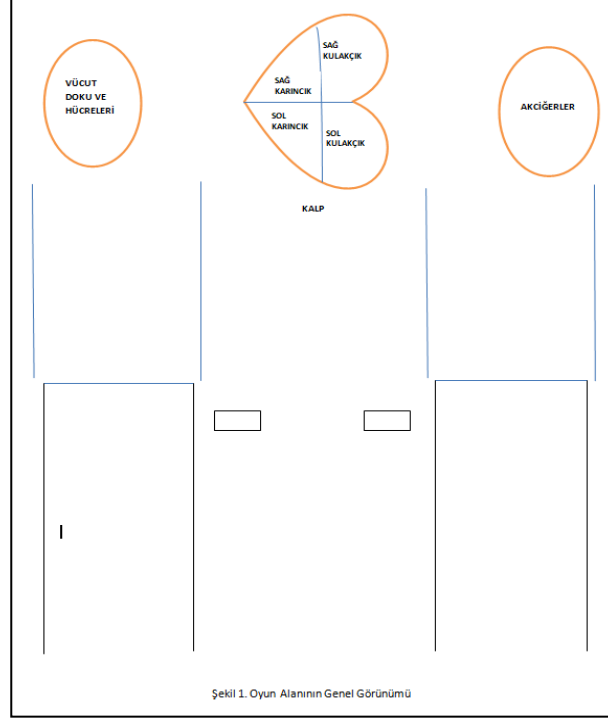 VÜCUT
DOKU VE
HÜCRELERİ
SAĞ
KULAKÇIK
SAĞ
KARINCIK
SOL
KARINCIK
SOL
KULAKÇIK
KALP
AKCİĞERLER
Şekil 1. Oyun Alanının Genel Görünümü